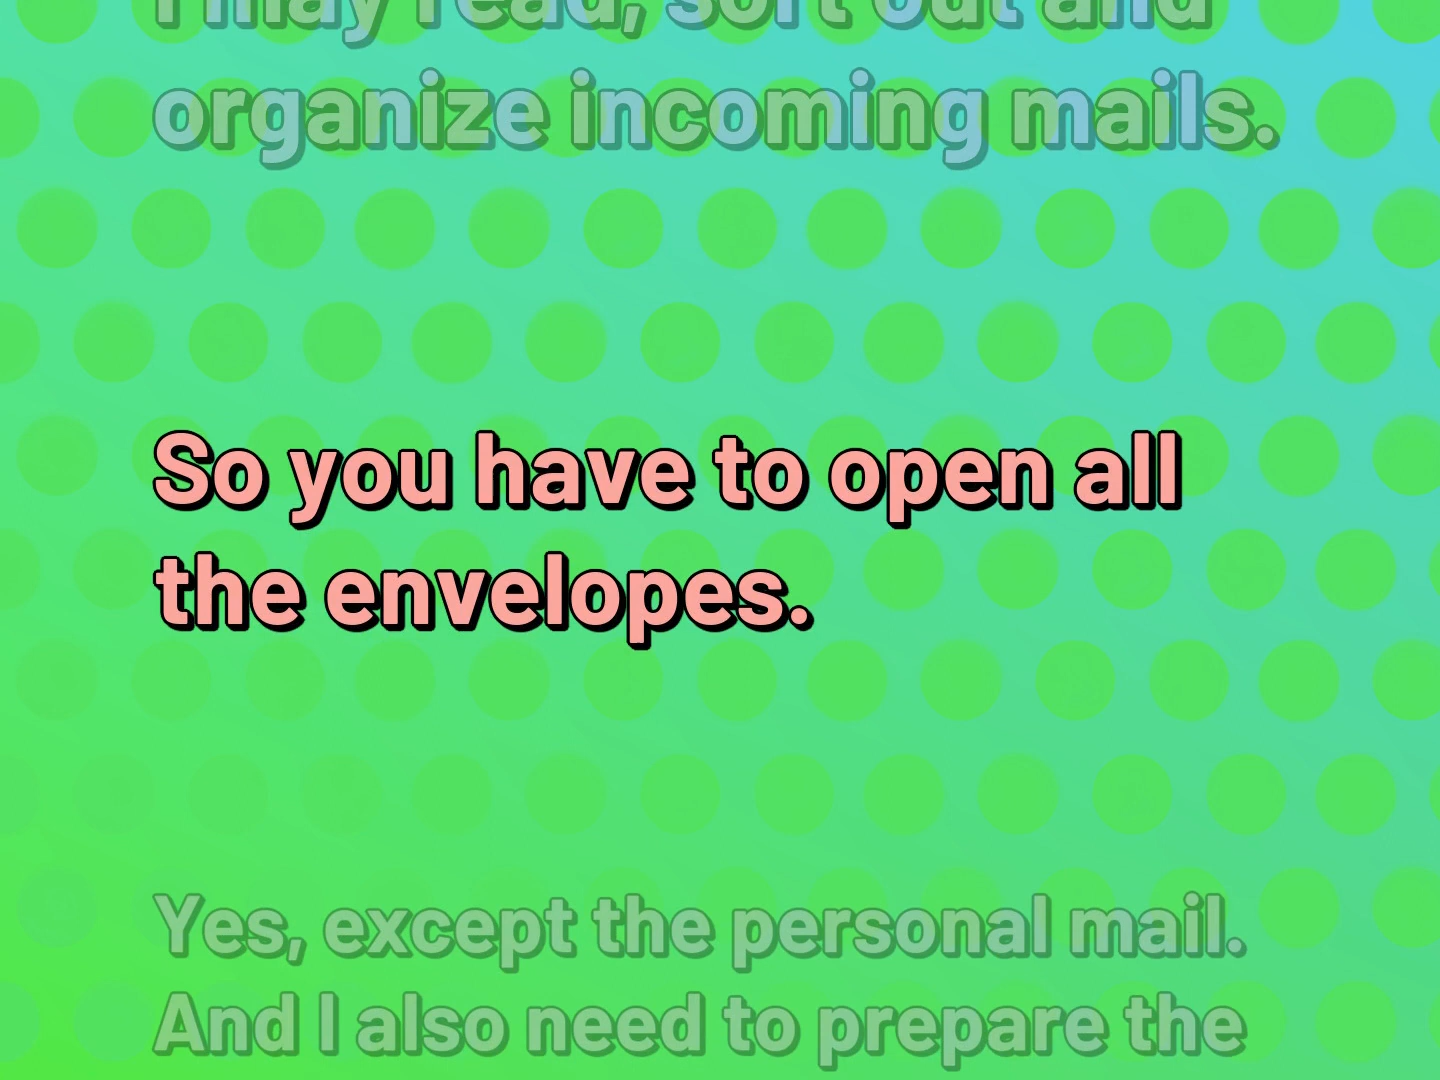 I may read, sort out and
organize incoming mails.
So you have to open all
the envelopes.
Yes, except the personal mail.
And I also need to prepare the